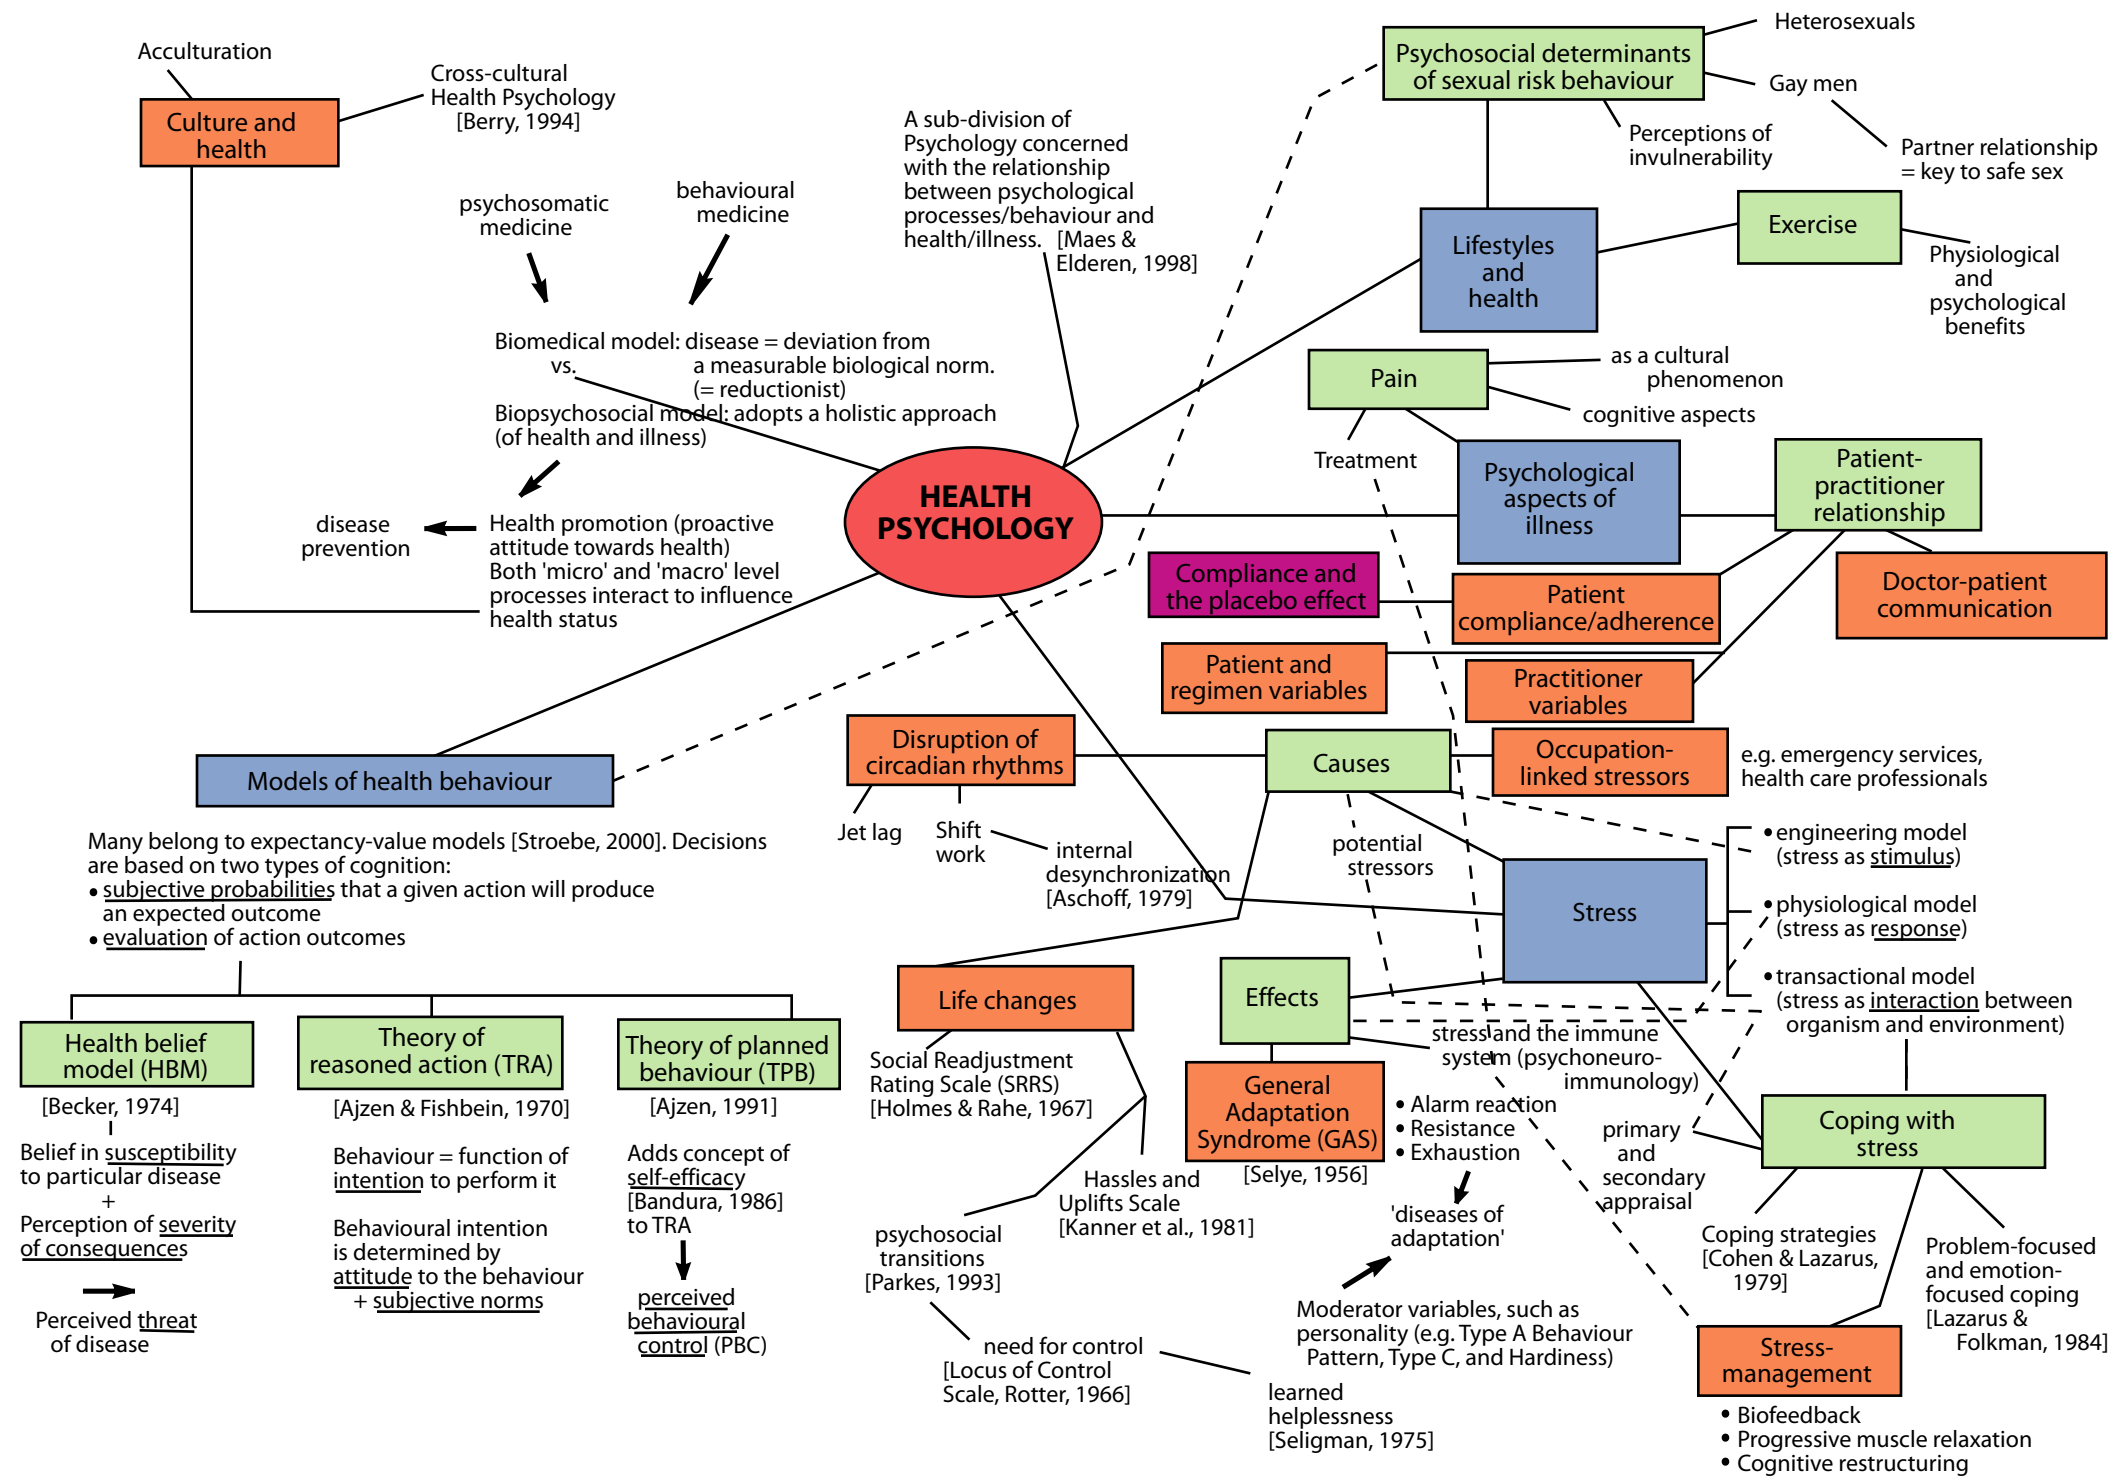 Acculturation
Culture and
health
Cross-cultural
Health Psychology
[Berry, 1994]
psychosomatic
medicine
behavioural
medicine
Biomedical model: disease = deviation from
vs.
a measurable biological norm.
(= reductionist)
Biopsychosocial model: adopts a holistic approach
(of health and illness)
disease
prevention
Health promotion (proactive
attitude towards health)
Both 'micro' and 'macro' level
processes interact to influence
health status
A sub-division of
Psychology concerned
with the relationship
between psychological
processes/behaviour and
health/illness. [Maes &
Elderen, 1998]
HEALTH
PSYCHOLOGY
Psychosocial determinants
of sexual risk behaviour
Heterosexuals
Gay men
Perceptions of
invulnerability
Partner relationship
= key to safe sex
Lifestyles
and
health
Exercise
Physiological
and
psychological
benefits
Pain
as a cultural
phenomenon
cognitive aspects
Treatment
Psychological
aspects of
illness
Patient-
practitioner
relationship
Compliance and
the placebo effect
Patient
compliance/adherence
Doctor-patient
communication
Patient and
regimen variables
Practitioner
variables
Models of health behaviour
Many belong to expectancy-value models [Stroebe, 2000]. Decisions
are based on two types of cognition:
• subjective probabilities that a given action will produce
an expected outcome
• evaluation of action outcomes
Health belief
model (HBM)
[Becker, 1974]
Belief in susceptibility
to particular disease
+
Perception of severity
of consequences
Perceived threat
of disease
Theory of
reasoned action (TRA)
[Ajzen & Fishbein, 1970]
Behaviour = function of
intention to perform it
Behavioural intention
is determined by
attitude to the behaviour
+ subjective norms
Theory of planned
behaviour (TPB)
[Ajzen, 1991]
Adds concept of
self-efficacy
[Bandura, 1986]
to TRA
perceived
behavioural
control (PBC)
Disruption of
circadian rhythms
Jet lag
Shift
work
internal
desynchronization
[Aschoff, 1979]
Causes
Occupation-
linked stressors
e.g. emergency services,
health care professionals
potential
stressors
Stress
• engineering model
(stress as stimulus)
• physiological model
(stress as response)
• transactional model
(stress as interaction between
organism and environment)
Life changes
Social Readjustment
Rating Scale (SRRS)
[Holmes & Rahe, 1967]
Hassles and
Uplifts Scale
[Kanner et al., 1981]
psychosocial
transitions
[Parkes, 1993]
need for control
[Locus of Control
Scale, Rotter, 1966]
learned
helplessness
[Seligman, 1975]
Effects
stress and the immune
system (psychoneuro-
immunology)
General
Adaptation
Syndrome (GAS)
[Selye, 1956]
• Alarm reaction
• Resistance
• Exhaustion
'diseases of
adaptation'
Moderator variables, such as
personality (e.g. Type A Behaviour
Pattern, Type C, and Hardiness)
Coping with
stress
primary
and
secondary
appraisal
Coping strategies
[Cohen & Lazarus,
1979]
Problem-focused
and emotion-
focused coping
[Lazarus &
Folkman, 1984]
Stress-
management
• Biofeedback
• Progressive muscle relaxation
• Cognitive restructuring